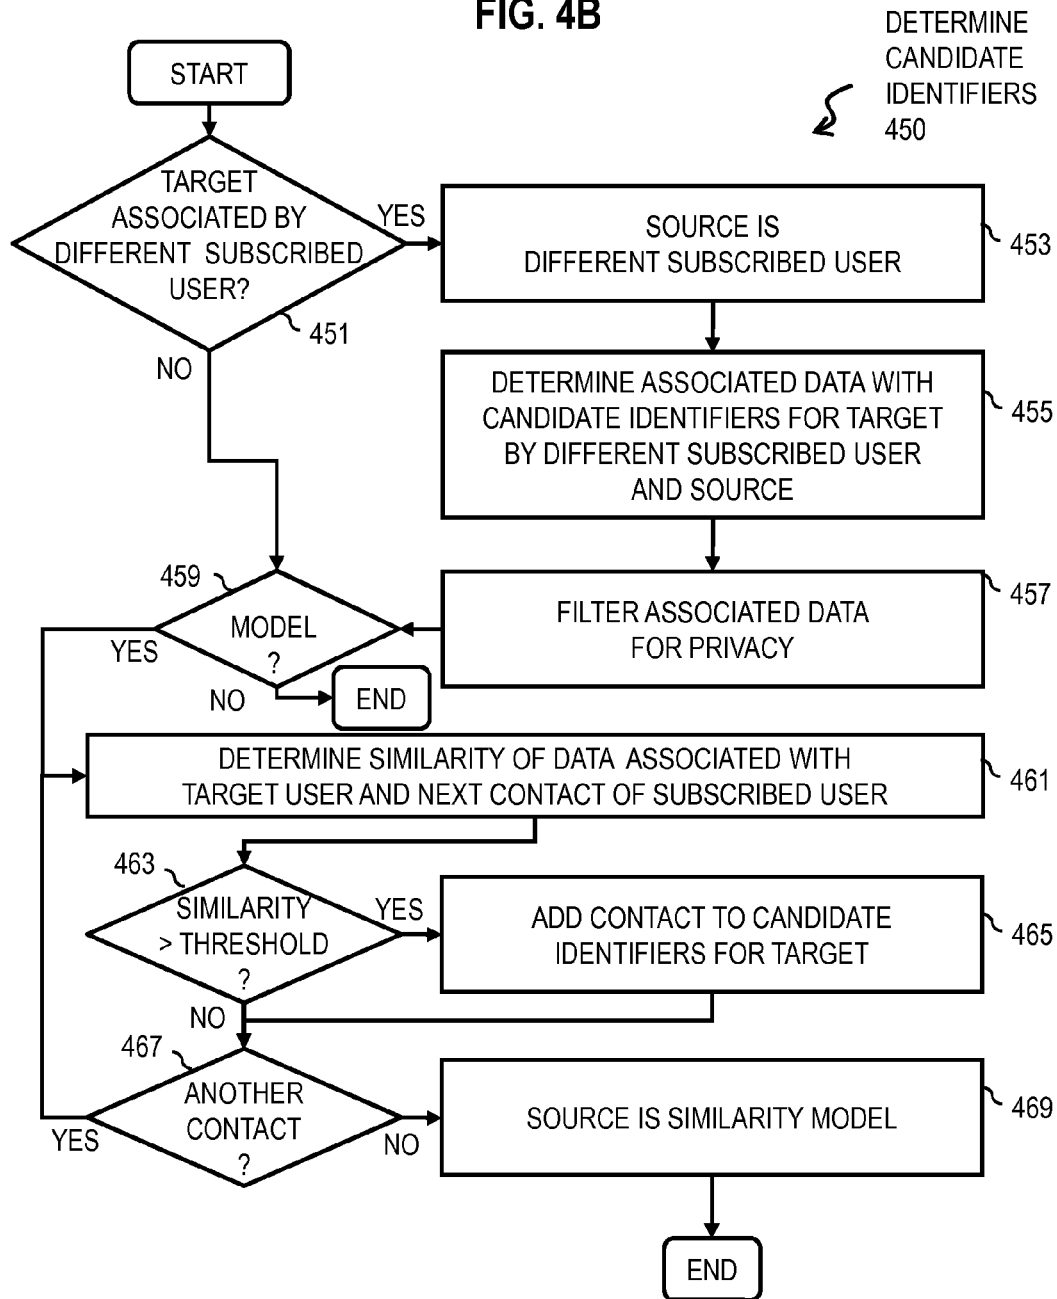 FIG. 4B
DETERMINE
CANDIDATE
IDENTIFIERS
450
START
TARGET
ASSOCIATED BY
DIFFERENT SUBSCRIBED
USER?
YES
451
NO
SOURCE IS
DIFFERENT SUBSCRIBED USER
453
DETERMINE ASSOCIATED DATA WITH
CANDIDATE IDENTIFIERS FOR TARGET
BY DIFFERENT SUBSCRIBED USER
AND SOURCE
455
FILTER ASSOCIATED DATA
FOR PRIVACY
457
459
MODEL
?
YES
NO
END
DETERMINE SIMILARITY OF DATA ASSOCIATED WITH
TARGET USER AND NEXT CONTACT OF SUBSCRIBED USER
461
463
SIMILARITY
> THRESHOLD
?
YES
NO
ADD CONTACT TO CANDIDATE
IDENTIFIERS FOR TARGET
465
467
ANOTHER
CONTACT
?
YES
NO
SOURCE IS SIMILARITY MODEL
469
END